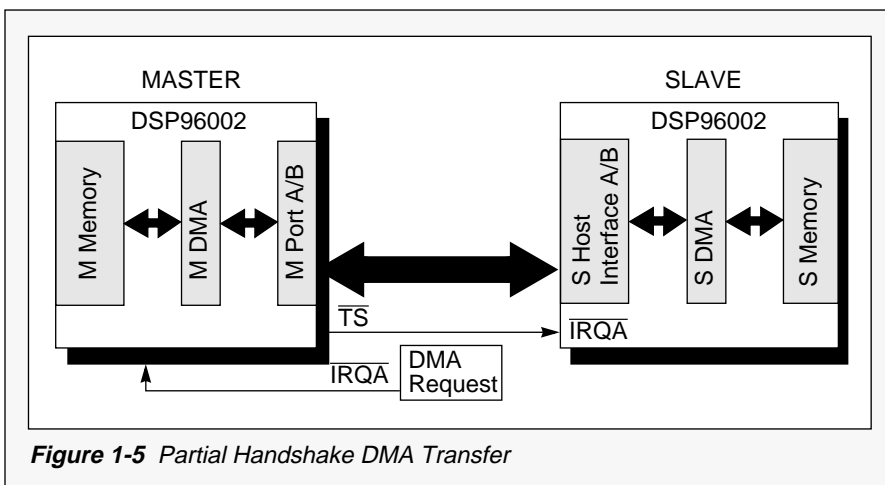 MASTER
SLAVE
DSP96002
DSP96002
M Memory
M DMA
M Port A/B
S Host
Interface A/B
S DMA
S Memory
TS
IRQA
IRQA
DMA
Request
Figure 1-5 Partial Handshake DMA Transfer